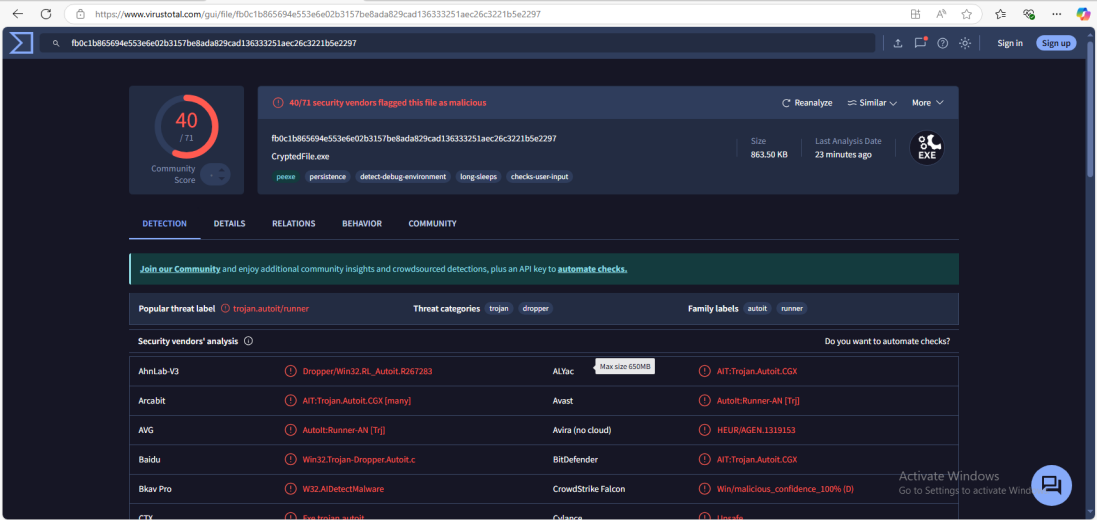 https://www.virustotal.com/gui/file/fb0c1b865694e553e6e02b3157be8ada829cad136333251aec26c3221b5e2297
fb0c1b865694e553e6e02b3157be8ada829cad136333251aec26c3221b5e2297
Sign in
Sign up
40
/ 71
Community
Score
40/71 security vendors flagged this file as malicious
Reanalyze
Similar
More
fb0c1b865694e553e6e02b3157be8ada829cad136333251aec26c3221b5e2297
CryptedFile.exe
Size
863.50 KB
Last Analysis Date
23 minutes ago
EXE
peexe
persistence
detect-debug-environment
long-sleeps
checks-user-input
DETECTION
DETAILS
RELATIONS
BEHAVIOR
COMMUNITY
Join our Community and enjoy additional community insights and crowdsourced detections, plus an API key to automate checks.
Popular threat label
trojan.autoit/runner
Threat categories
trojan
dropper
Family labels
autoit
runner
Security vendors' analysis
Do you want to automate checks?
AhnLab-V3
Dropper/Win32.RL_Autoit.R267283
ALYac
Max size 650MB
AIT:Trojan.Autoit.CGX
Arcabit
AIT:Trojan.Autoit.CGX [many]
Avast
AutoIt:Runner-AN [Trj]
AVG
AutoIt:Runner-AN [Trj]
Avira (no cloud)
HEUR/AGEN.1319153
Baidu
Win32.Trojan-Dropper.Autoit.c
BitDefender
AIT:Trojan.Autoit.CGX
Bkav Pro
W32.AIDetectMalware
CrowdStrike Falcon
Win/malicious_confidence_100% (D)
Activate Windows
Go to Settings to activate Wind
CTX
Exe.trojan.autoit
Cylance
Unsafe